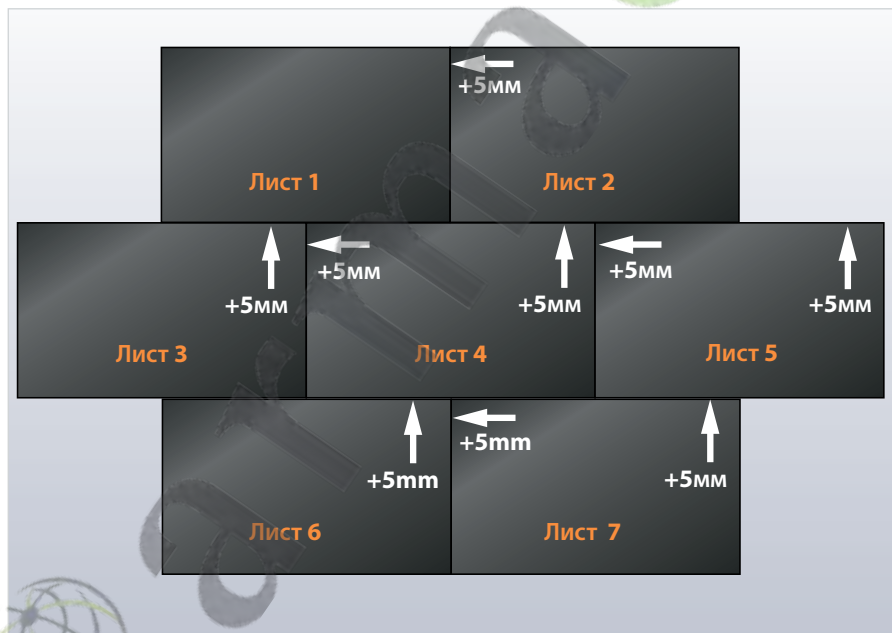 +5мм
Лист 1
Лист 2
+5мм
+5мм
+5мм
+5мм
+5мм
Лист 3
Лист 4
Лист 5
+5mm
+5mm
+5мм
Лист 6
Лист 7